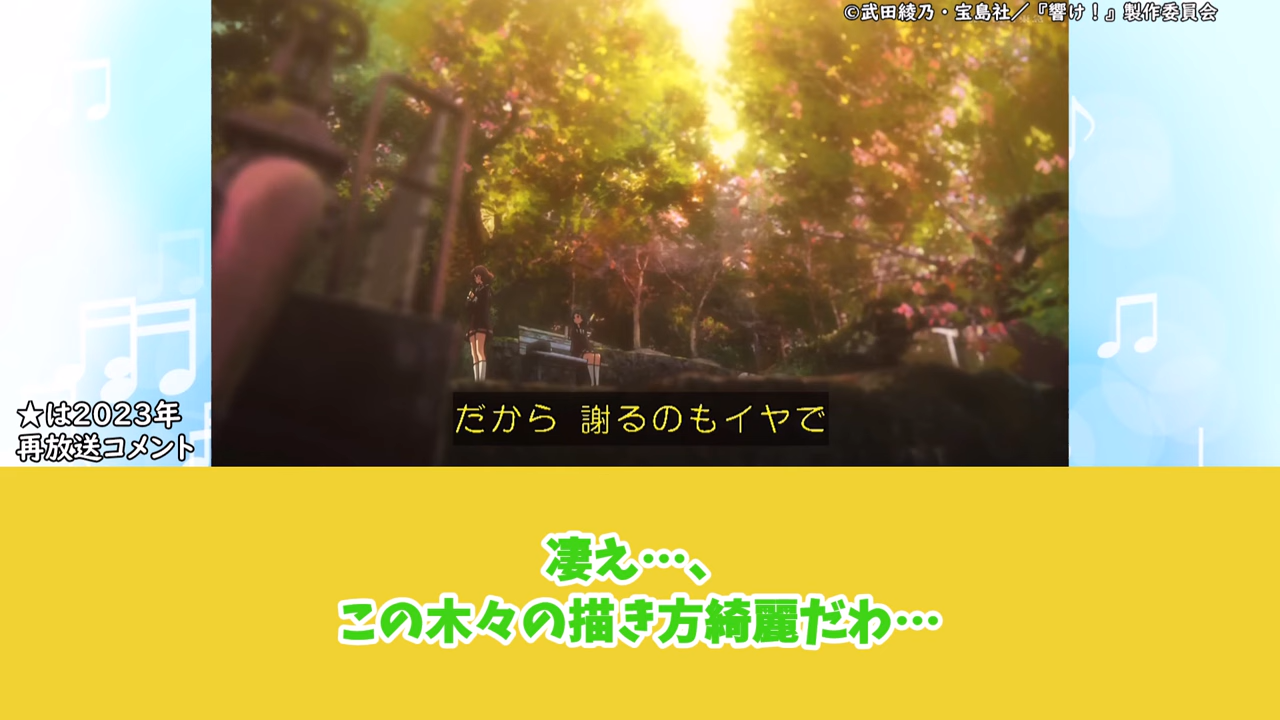 ©武田綾乃・宝島社／『響け！』製作委員会
★は2023年
再放送コメント
だから 謝るのもイヤで
凄え…、
この木々の描き方綺麗だわ…